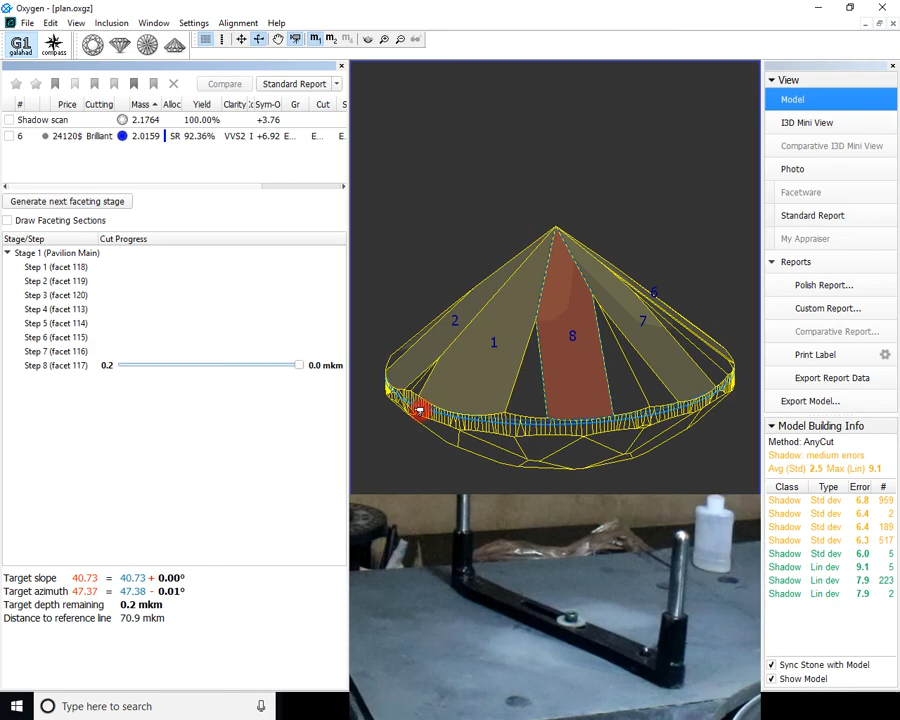 Oxygen - [plan.oxgz]
File Edit View Inclusion Window Settings Alignment Help
G1 galahad compass m1 m2
Compare Standard Report
# Price Cutting Mass Alloc Yield Clarity Sym-O Gr Cut S
Shadow scan 2.1764 100.00% +3.76
6 24120$ Brilliant 2.0159 SR 92.36% VVS2 I +6.92 E... E... E...
Generate next faceting stage
Draw Faceting Sections
Stage/Step Cut Progress
Stage 1 (Pavilion Main)
Step 1 (facet 118)
Step 2 (facet 119)
Step 3 (facet 120)
Step 4 (facet 113)
Step 5 (facet 114)
Step 6 (facet 115)
Step 7 (facet 116)
Step 8 (facet 117) 0.2 0.0 mkm
Target slope 40.73 = 40.73 + 0.00°
Target azimuth 47.37 = 47.38 - 0.01°
Target depth remaining 0.2 mkm
Distance to reference line 70.9 mkm
6
2 7
1 8
View
Model
I3D Mini View
Comparative I3D Mini View
Photo
Facetware
Standard Report
My Appraiser
Reports
Polish Report...
Custom Report...
Comparative Report...
Print Label
Export Report Data
Export Model...
Model Building Info
Method: AnyCut
Shadow: medium errors
Avg (Std) 2.5 Max (Lin) 9.1
Class Type Error #
Shadow Std dev 6.8 959
Shadow Std dev 6.4 2
Shadow Std dev 6.4 189
Shadow Std dev 6.3 517
Shadow Std dev 6.0 5
Shadow Lin dev 9.1 5
Shadow Lin dev 7.9 223
Shadow Lin dev 7.9 2
Sync Stone with Model
Show Model
Type here to search